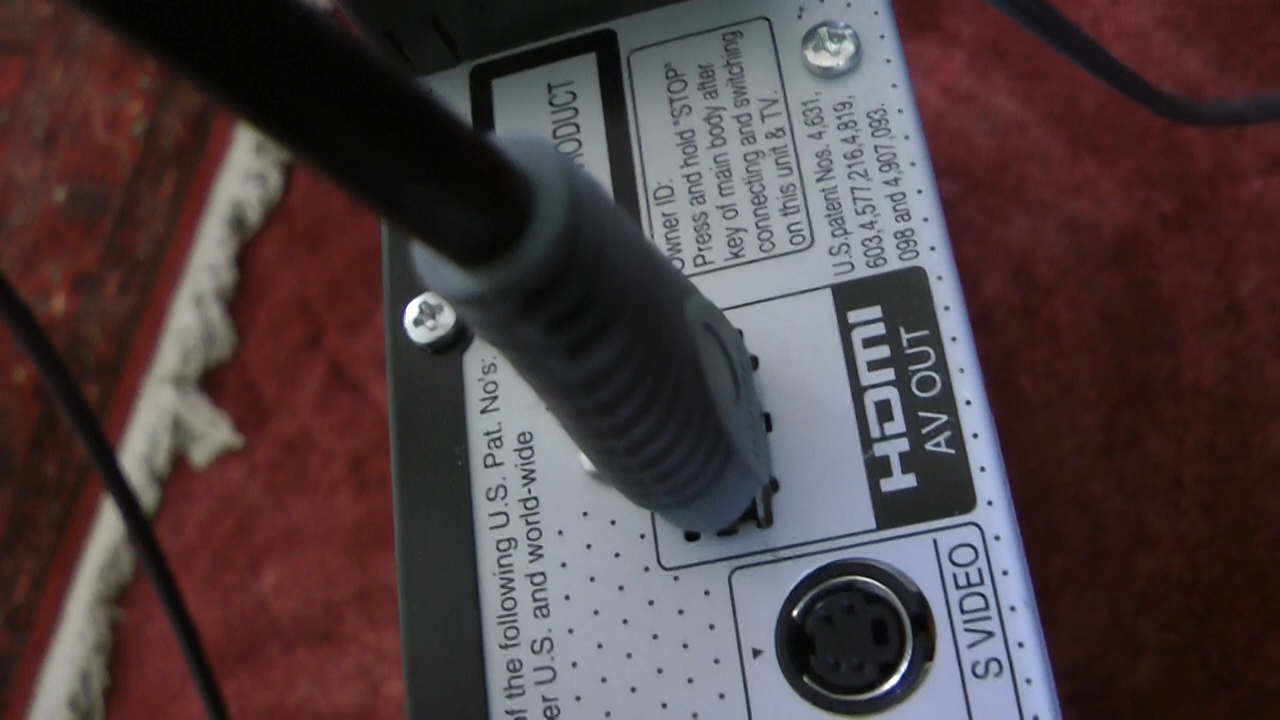 ODUCT
Owner ID:
Press and hold "STOP"
key of main body after
connecting and switching
on this unit & TV.
U.S.patent Nos. 4,631,
603,4,577,216,4,819,
098 and 4,907,093.
HDMI
AV OUT
of the following U.S. Pat. No's:
er U.S. and world-wide
S VIDEO